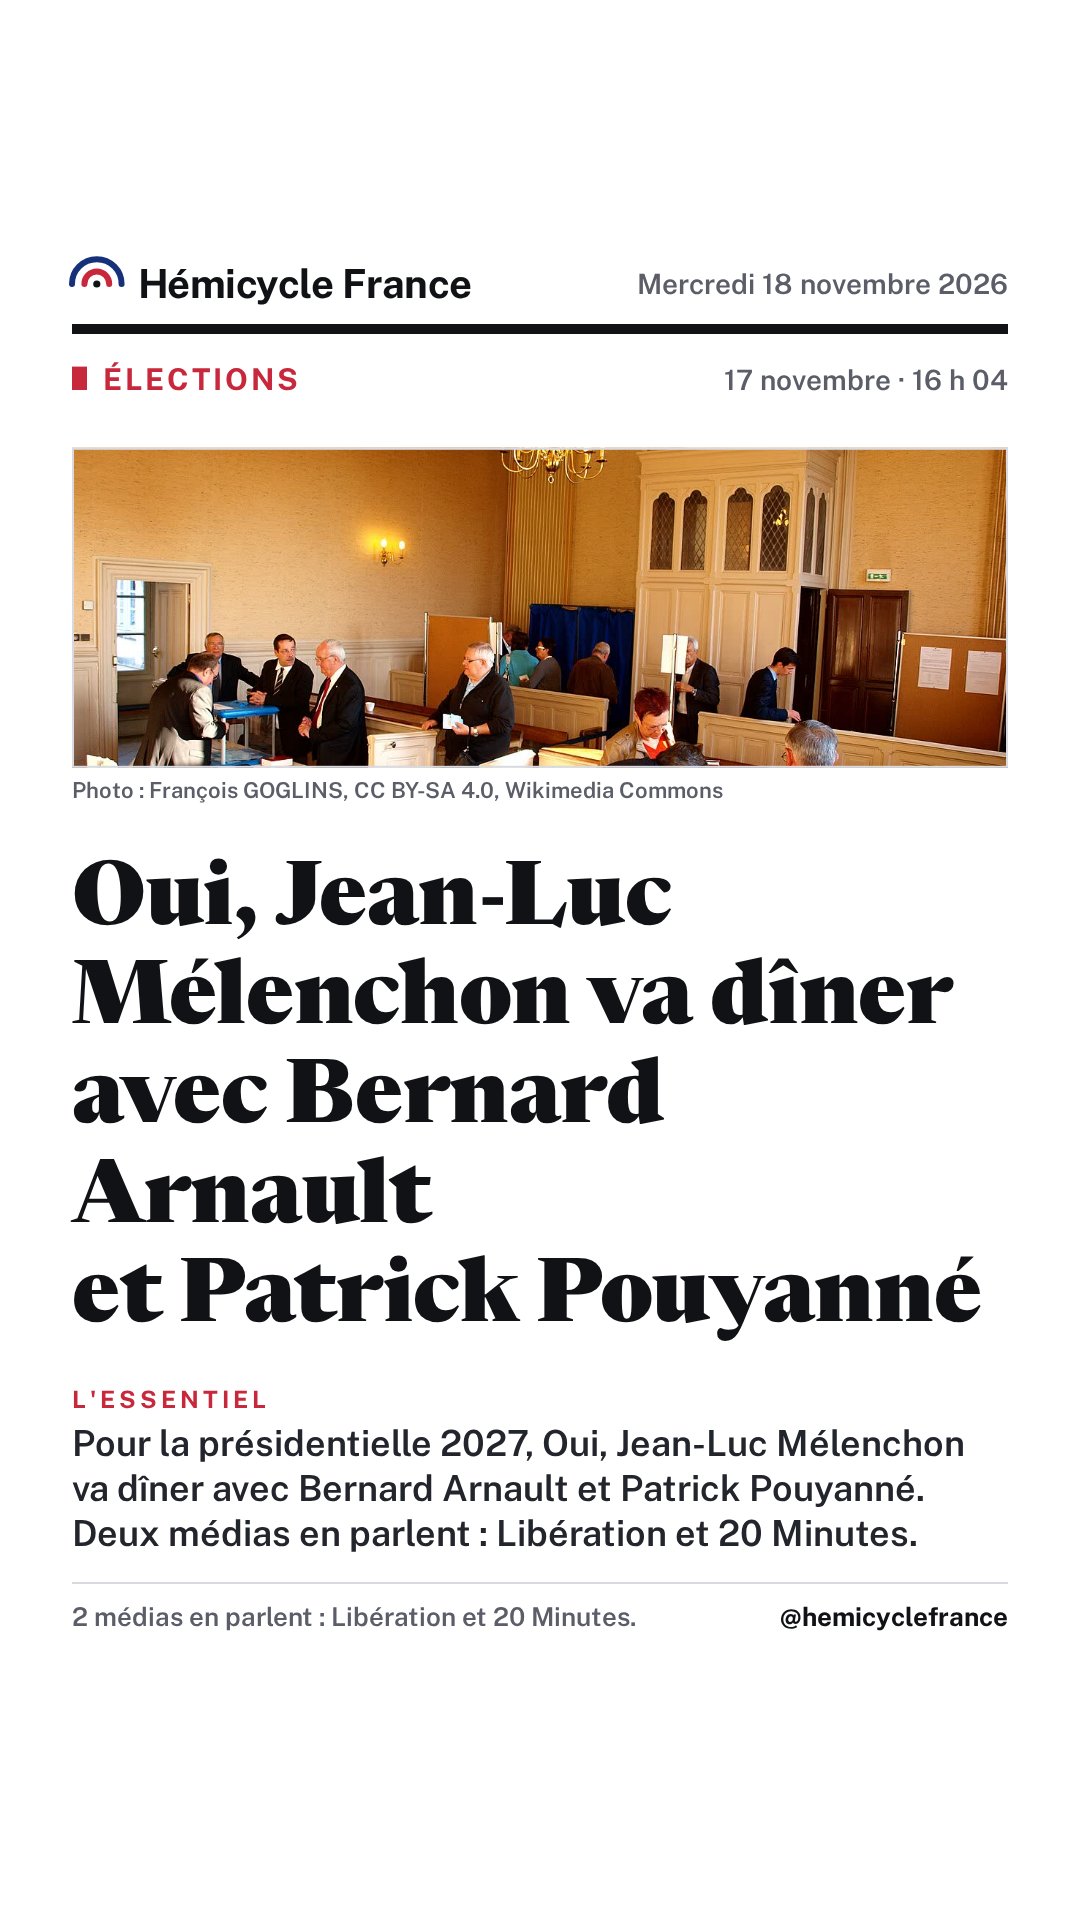 Hémicycle France
Mercredi 18 novembre 2026
ÉLECTIONS
17 novembre · 16 h 04
Photo : François GOGLINS, CC BY-SA 4.0, Wikimedia Commons
Oui, Jean-Luc
Mélenchon va dîner
avec Bernard
Arnault
et Patrick Pouyanné
L'ESSENTIEL
Pour la présidentielle 2027, Oui, Jean-Luc Mélenchon
va dîner avec Bernard Arnault et Patrick Pouyanné.
Deux médias en parlent : Libération et 20 Minutes.
2 médias en parlent : Libération et 20 Minutes.
@hemicyclefrance